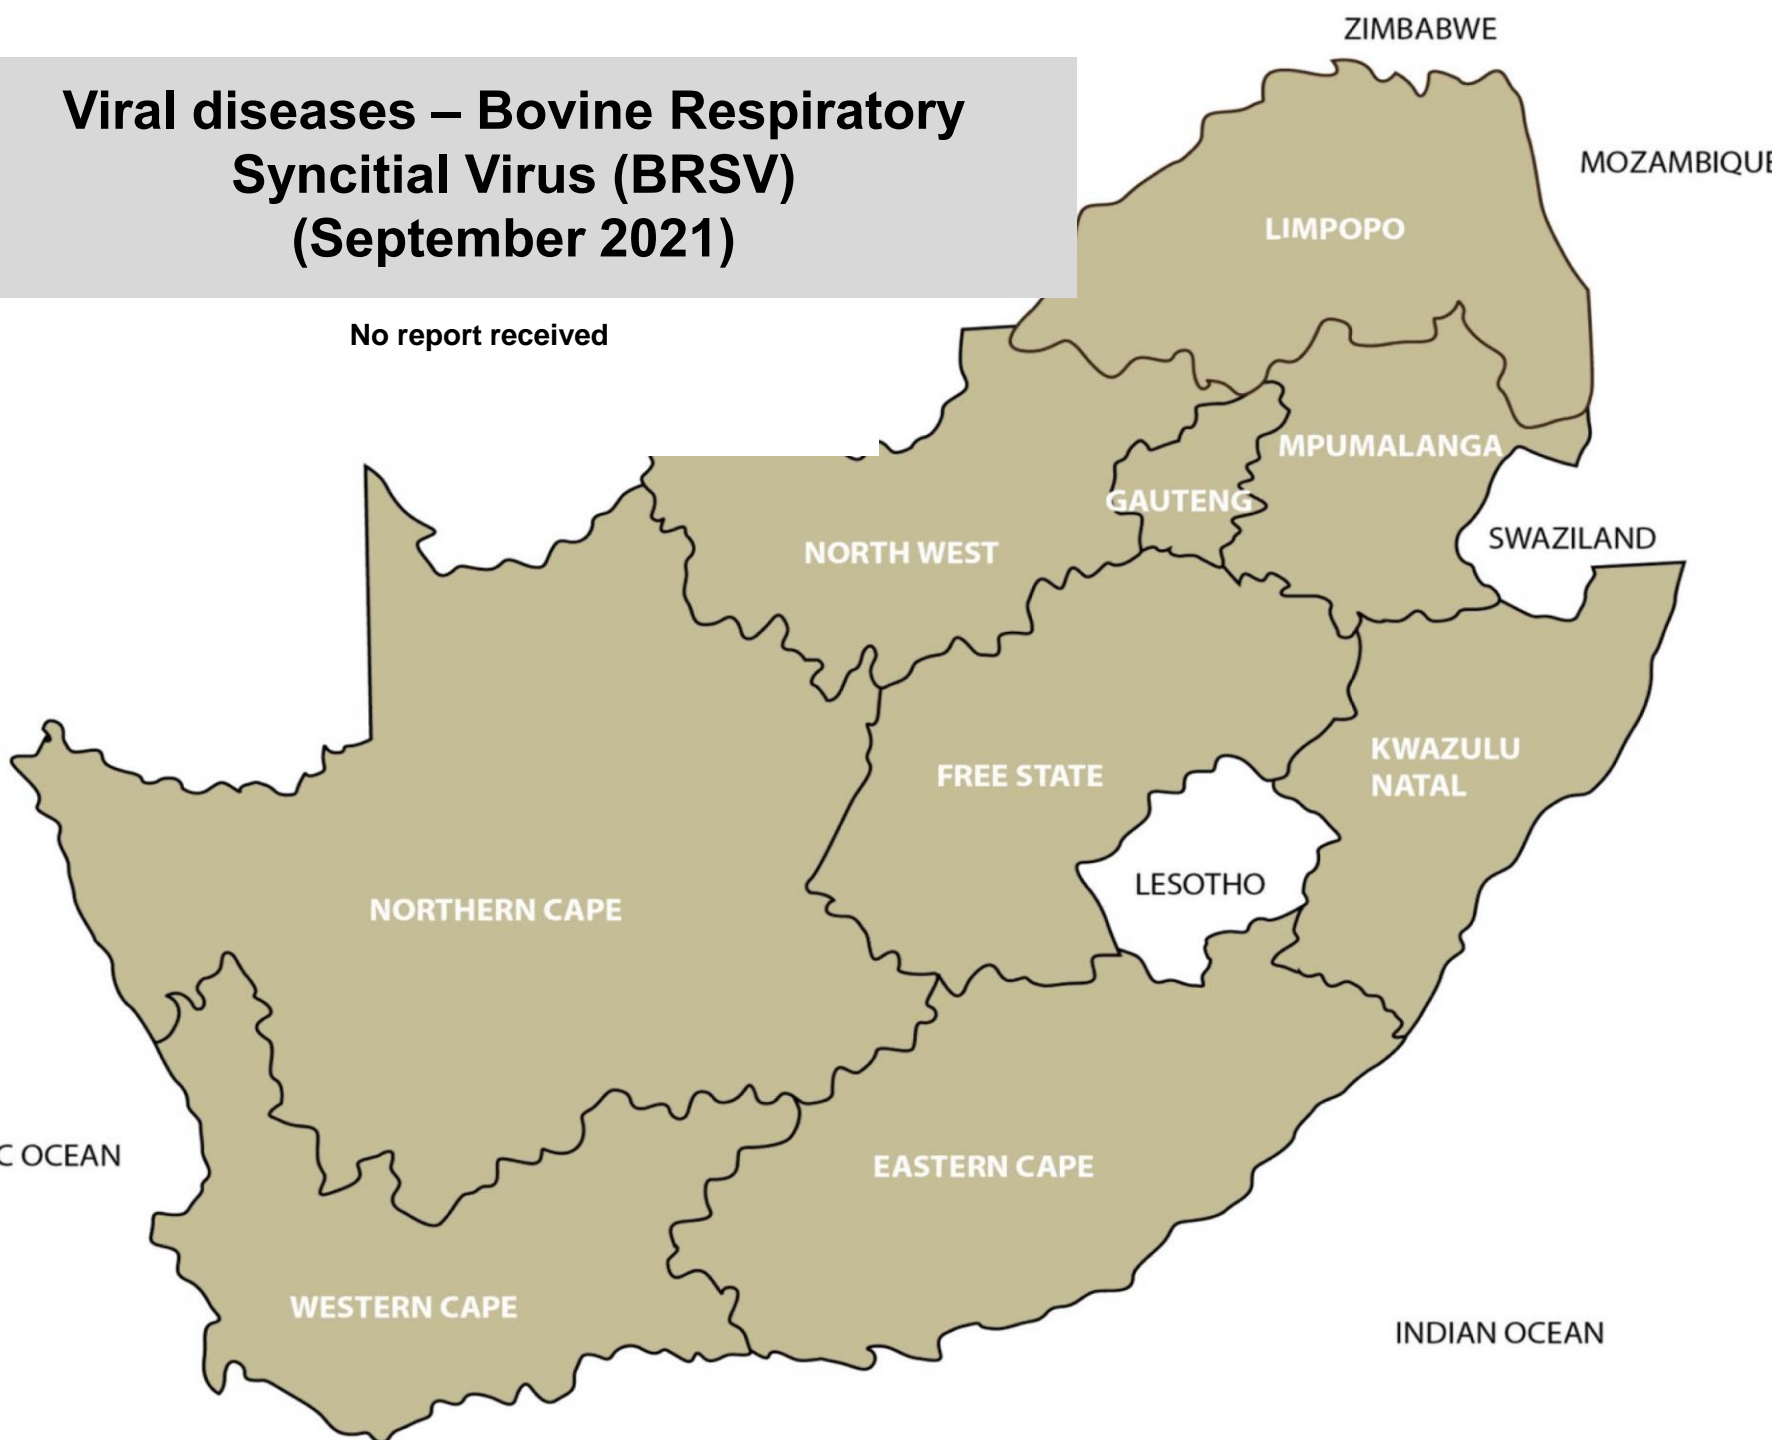 ZIMBABWE
Viral diseases – Bovine Respiratory
Syncitial Virus (BRSV)
(September 2021)
MOZAMBIQUE
LIMPOPO
No report received
MPUMALANGA
GAUTENG
SWAZILAND
NORTH WEST
KWAZULU
NATAL
FREE STATE
LESOTHO
NORTHERN CAPE
C OCEAN
EASTERN CAPE
WESTERN CAPE
INDIAN OCEAN